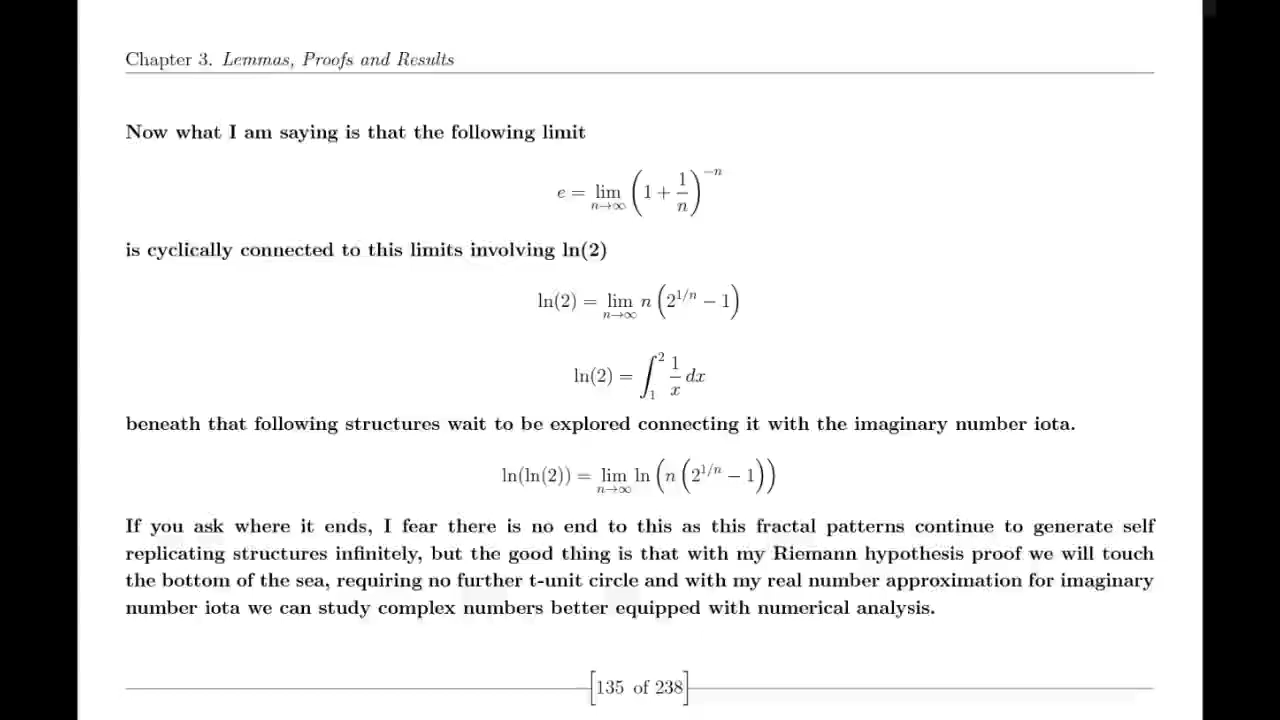 Chapter 3. Lemmas, Proofs and Results
Now what I am saying is that the following limit
e = lim_{n→∞} (1 + 1/n)^{−n}
is cyclically connected to this limits involving ln(2)
ln(2) = lim_{n→∞} n (2^{1/n} − 1)
ln(2) = ∫_1^2 1/x dx
beneath that following structures wait to be explored connecting it with the imaginary number iota.
ln(ln(2)) = lim_{n→∞} ln (n (2^{1/n} − 1))
If you ask where it ends, I fear there is no end to this as this fractal patterns continue to generate self
replicating structures infinitely, but the good thing is that with my Riemann hypothesis proof we will touch
the bottom of the sea, requiring no further t-unit circle and with my real number approximation for imaginary
number iota we can study complex numbers better equipped with numerical analysis.
[135 of 238]